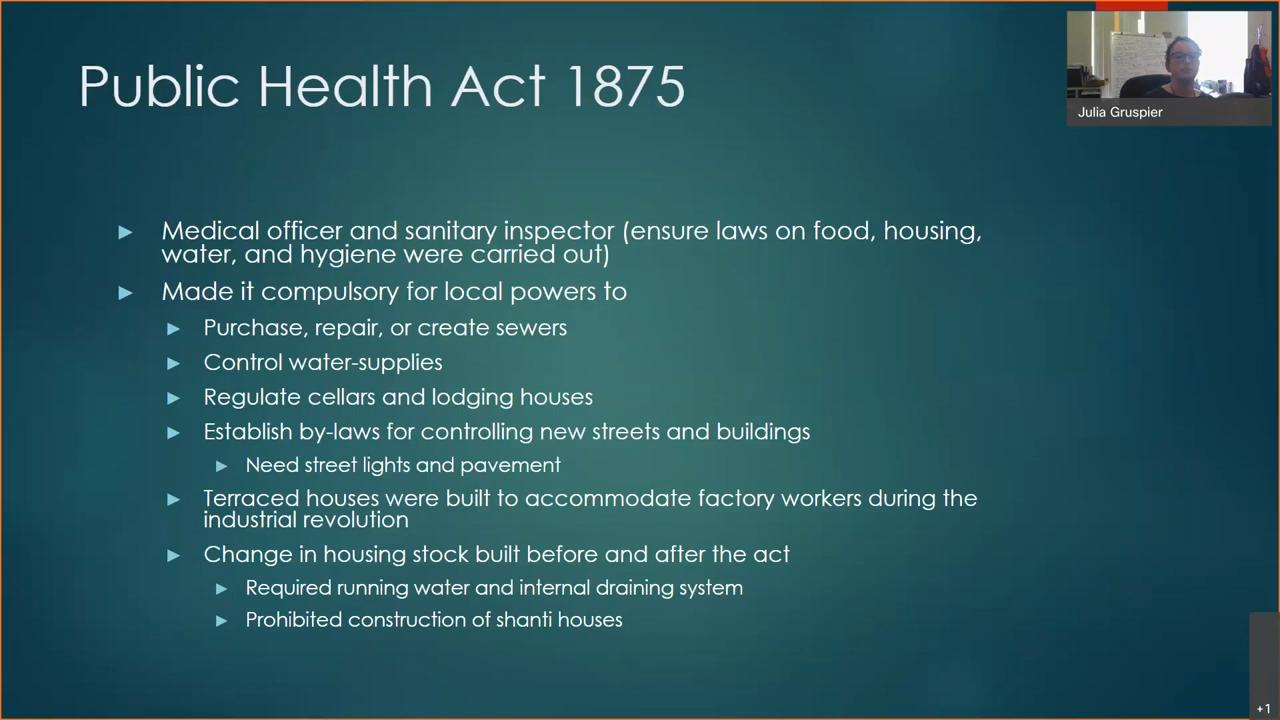 Public Health Act 1875
Julia Gruspier
Medical officer and sanitary inspector (ensure laws on food, housing,
water, and hygiene were carried out)
Made it compulsory for local powers to
Purchase, repair, or create sewers
Control water-supplies
Regulate cellars and lodging houses
Establish by-laws for controlling new streets and buildings
Need street lights and pavement
Terraced houses were built to accommodate factory workers during the
industrial revolution
Change in housing stock built before and after the act
Required running water and internal draining system
Prohibited construction of shanti houses
+1